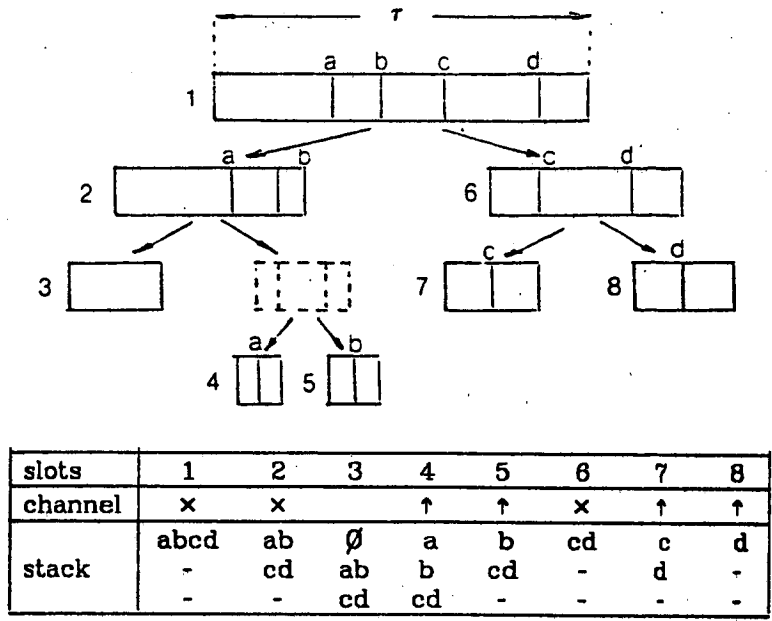 τ
a b c d
1
a b
2
c d
6
3
c
7
d
8
a
4
b
5
slots 1 2 3 4 5 6 7 8
channel × × ↑ ↑ × ↑ ↑
abcd ab Ø a b cd c d
stack - cd ab b cd - d -
- - cd cd - - - -